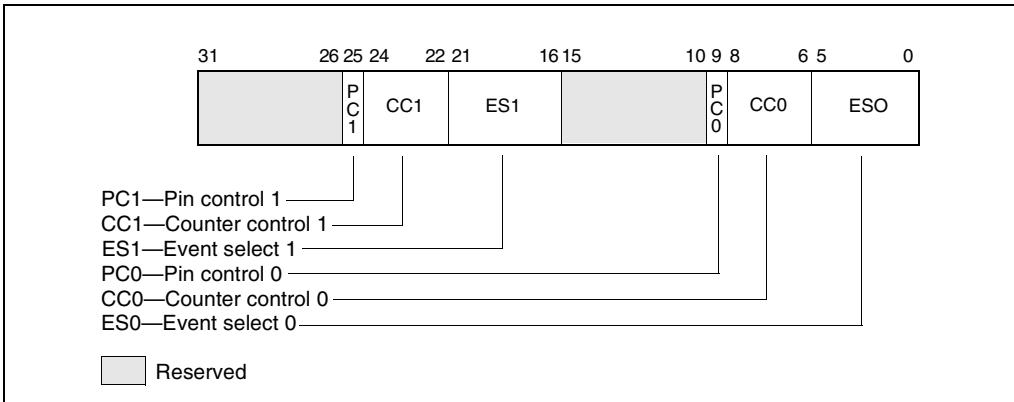 31 26 25 24 22 21 16 15 10 9 8 6 5 0
PC1 CC1 ES1 PC0 CC0 ESO
PC1—Pin control 1
CC1—Counter control 1
ES1—Event select 1
PC0—Pin control 0
CC0—Counter control 0
ES0—Event select 0
Reserved